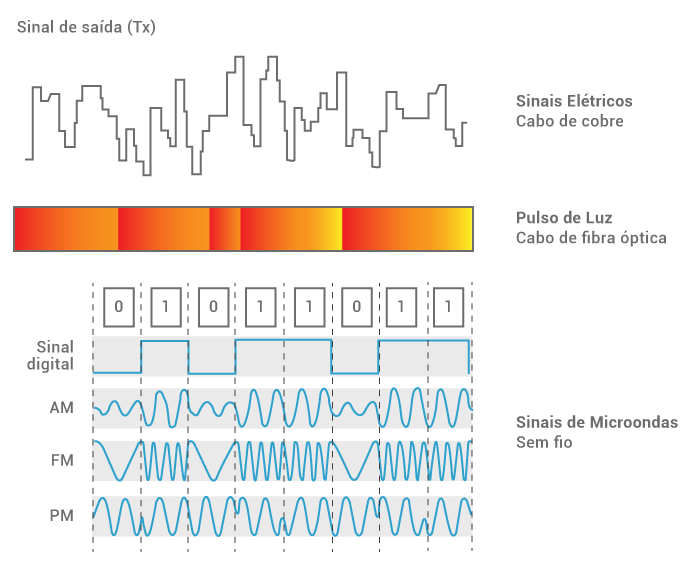 Sinal de saída (Tx)
Sinais Elétricos
Cabo de cobre
Pulso de Luz
Cabo de fibra óptica
0 1 0 1 1 0 1 1
Sinal
digital
AM
Sinais de Microondas
Sem fio
FM
PM